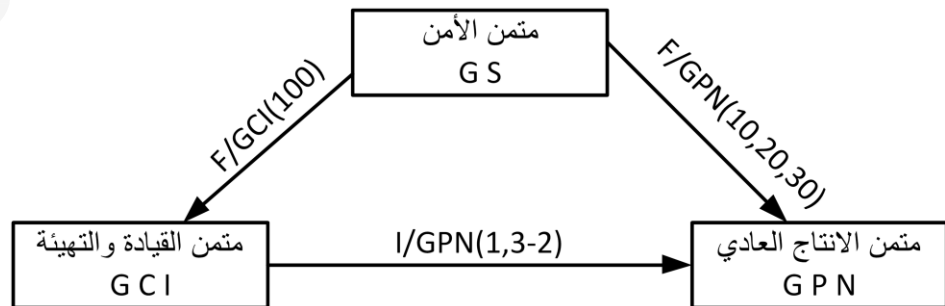 متمن الأمن
G S
F/GCI(100)
F/GPN(10,20,30)
متمن القيادة والتهيئة
G C I
I/GPN(1,3-2)
متمن الانتاج العادي
G P N